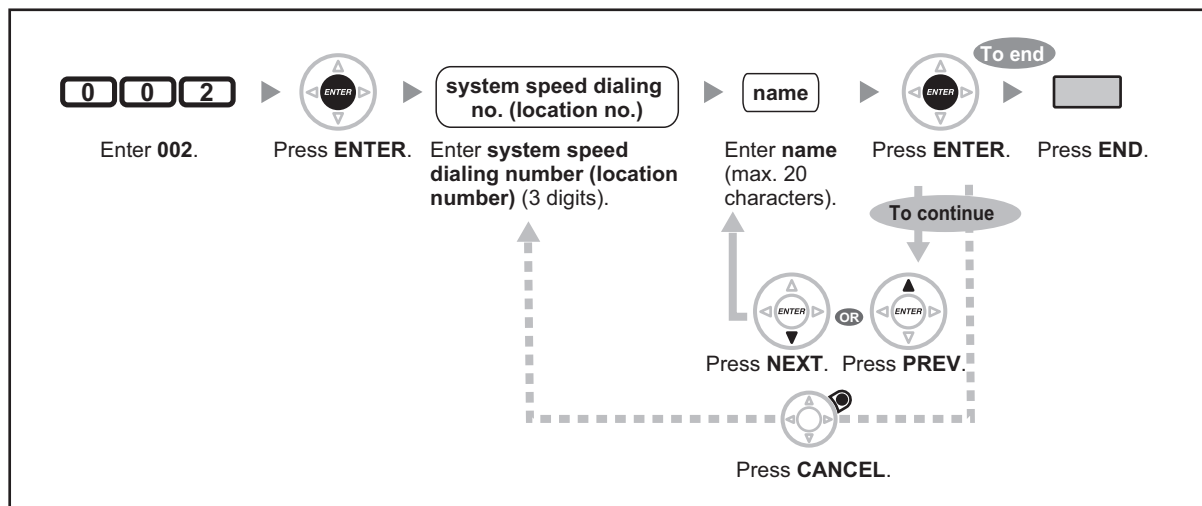 To end
0 0 2
ENTER
system speed dialing
no. (location no.)
name
ENTER
Enter 002.
Press ENTER.
Enter system speed
dialing number (location
number) (3 digits).
Enter name
(max. 20
characters).
Press ENTER.
Press END.
To continue
ENTER
OR
ENTER
Press NEXT.
Press PREV.
Press CANCEL.